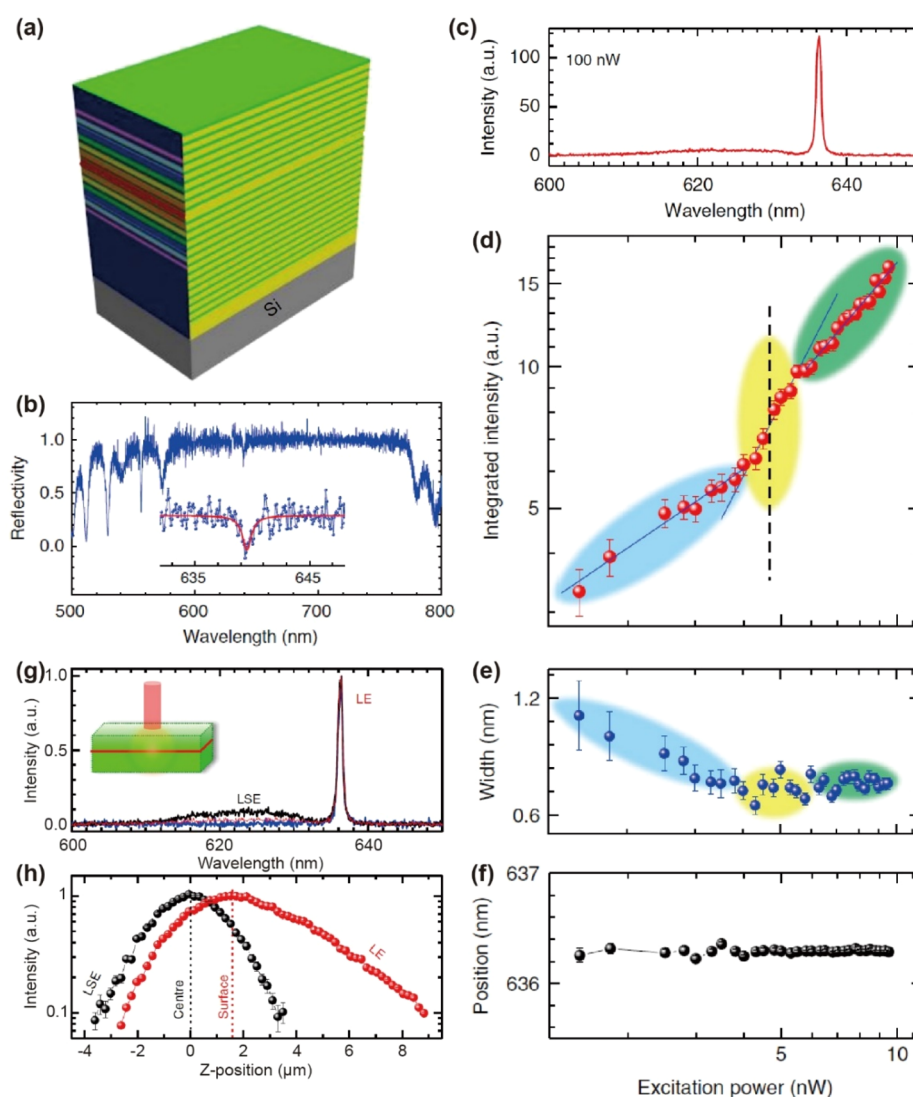 (a)
Si
(b)
Reflectivity
1.0
0.5
0.0
635
645
500
600
700
800
Wavelength (nm)
(c)
Intensity (a.u.)
100
50
0
100 nW
600
620
640
Wavelength (nm)
(d)
Integrated intensity (a.u.)
15
10
5
(g)
Intensity (a.u.)
1.0
0.5
0.0
LE
LSE
600
620
640
Wavelength (nm)
(e)
Width (nm)
1.2
0.6
(h)
Intensity (a.u.)
1
0.1
LSE
Centre
Surface
LE
-4
-2
0
2
4
6
8
Z-position (μm)
(f)
Position (nm)
637
636
5
10
Excitation power (nW)